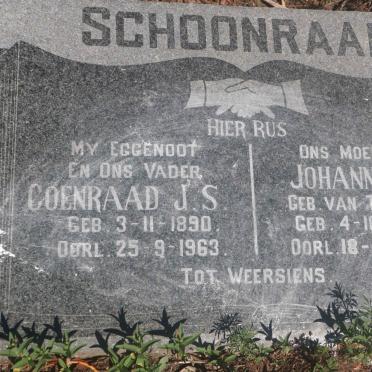 SCHOONRAA
HIER RUS
MY EGGENOOT
EN ONS VADER
COENRAAD J.S.
GEB. 3-11-1890.
OORL. 25-9-1963.
ONS MOE
JOHANN
GEB. VAN
GEB. 4-1
OORL. 18-
TOT WEERSIENS